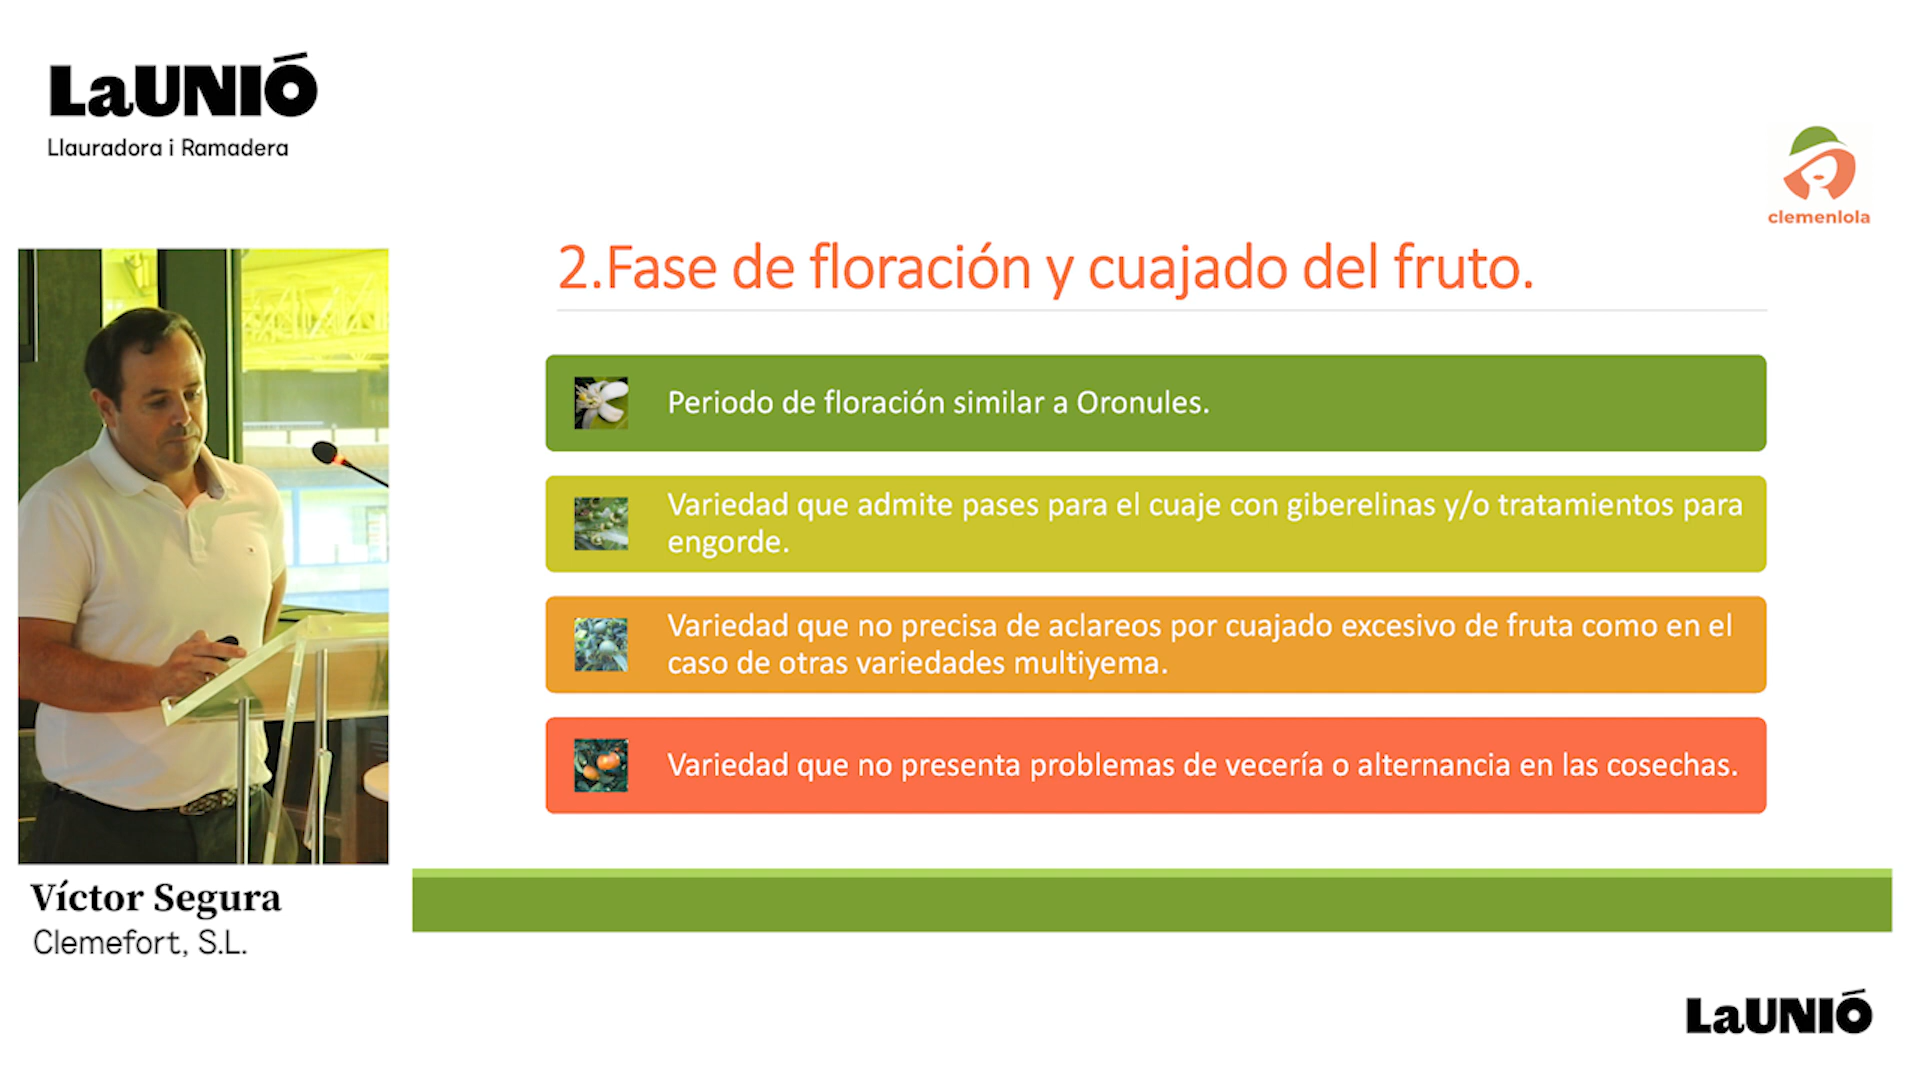 LaUNIÓ
Llauradora i Ramadera
clemenlola
2.Fase de floración y cuajado del fruto.
Periodo de floración similar a Oronules.
Variedad que admite pases para el cuaje con giberelinas y/o tratamientos para
engorde.
Variedad que no precisa de aclareos por cuajado excesivo de fruta como en el
caso de otras variedades multiyema.
Variedad que no presenta problemas de vecería o alternancia en las cosechas.
Víctor Segura
Clemefort, S.L.
LaUNIÓ